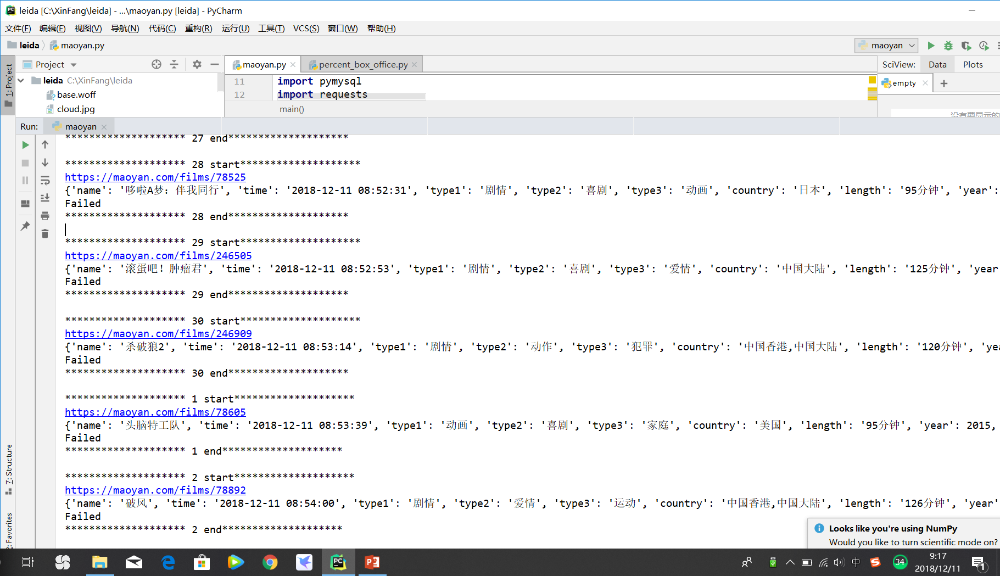 leida [C:\XinFang\leida] - ...\maoyan.py [leida] - PyCharm
文件(F) 编辑(E) 视图(V) 导航(N) 代码(C) 重构(R) 运行(U) 工具(T) VCS(S) 窗口(W) 帮助(H)
leida maoyan.py maoyan
Project maoyan.py percent_box_office.py SciView: Data Plots
1: Project
leida C:\XinFang\leida
base.woff
cloud.jpg
11 import pymysql
12 import requests
main()
empty
没有要显示的
Run: maoyan
******************** 27 end********************
******************** 28 start********************
https://maoyan.com/films/78525
{'name': '哆啦A梦：伴我同行', 'time': '2018-12-11 08:52:31', 'type1': '剧情', 'type2': '喜剧', 'type3': '动画', 'country': '日本', 'length': '95分钟', 'year':
Failed
******************** 28 end********************
******************** 29 start********************
https://maoyan.com/films/246505
{'name': '滚蛋吧！肿瘤君', 'time': '2018-12-11 08:52:53', 'type1': '剧情', 'type2': '喜剧', 'type3': '爱情', 'country': '中国大陆', 'length': '125分钟', 'year
Failed
******************** 29 end********************
******************** 30 start********************
https://maoyan.com/films/246909
{'name': '杀破狼2', 'time': '2018-12-11 08:53:14', 'type1': '剧情', 'type2': '动作', 'type3': '犯罪', 'country': '中国香港,中国大陆', 'length': '120分钟', 'yea
Failed
******************** 30 end********************
******************** 1 start********************
https://maoyan.com/films/78605
{'name': '头脑特工队', 'time': '2018-12-11 08:53:39', 'type1': '动画', 'type2': '喜剧', 'type3': '家庭', 'country': '美国', 'length': '95分钟', 'year': 2015,
Failed
******************** 1 end********************
******************** 2 start********************
https://maoyan.com/films/78892
{'name': '破风', 'time': '2018-12-11 08:54:00', 'type1': '剧情', 'type2': '爱情', 'type3': '运动', 'country': '中国香港,中国大陆', 'length': '126分钟', 'year'
Failed
******************** 2 end********************
7: Structure
2: Favorites
Looks like you're using NumPy
Would you like to turn scientific mode on?
中 34 9:17
2018/12/11
1